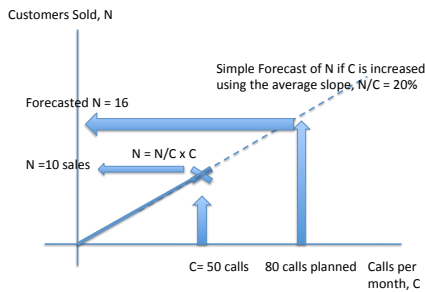 Customers Sold, N
Simple Forecast of N if C is increased
using the average slope, N/C = 20%
Forecasted N = 16
N = N/C x C
N =10 sales
C= 50 calls
80 calls planned
Calls per
month, C